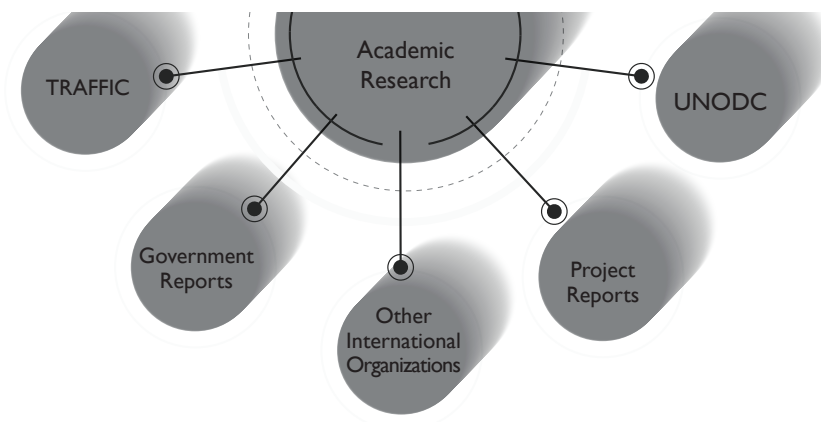 Academic
Research
TRAFFIC
UNODC
Government
Reports
Project
Reports
Other
International
Organizations